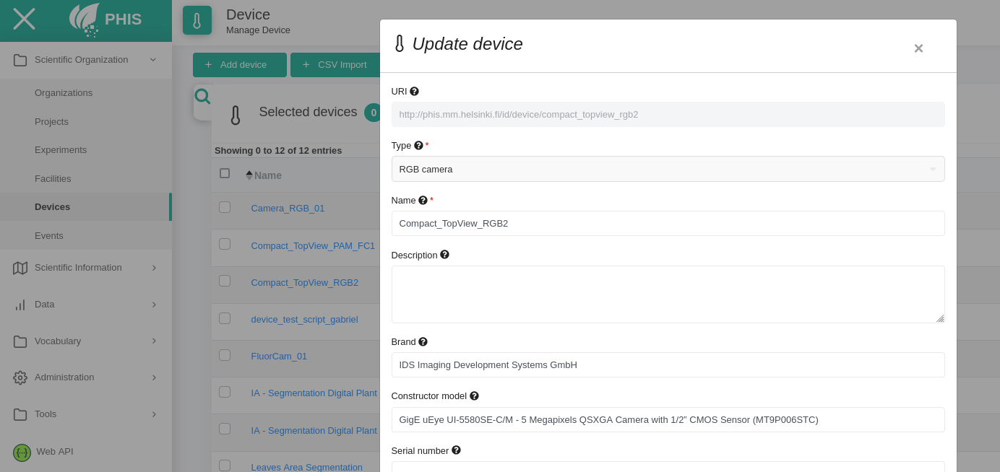 PHIS
Scientific Organization
Organizations
Projects
Experiments
Facilities
Devices
Events
Scientific Information
Data
Vocabulary
Administration
Tools
{···} Web API
Device
Manage Device
+ Add device
+ CSV Import
Selected devices 0
Showing 0 to 12 of 12 entries
Name
Camera_RGB_01
Compact_TopView_PAM_FC1
Compact_TopView_RGB2
device_test_script_gabriel
FluorCam_01
IA - Segmentation Digital Plant
IA - Segmentation Digital Plant
Leaves Area Segmentation
Update device ×
URI ?
http://phis.mm.helsinki.fi/id/device/compact_topview_rgb2
Type ? *
RGB camera
Name ? *
Compact_TopView_RGB2
Description ?
Brand ?
IDS Imaging Development Systems GmbH
Constructor model ?
GigE uEye UI-5580SE-C/M - 5 Megapixels QSXGA Camera with 1/2” CMOS Sensor (MT9P006STC)
Serial number ?